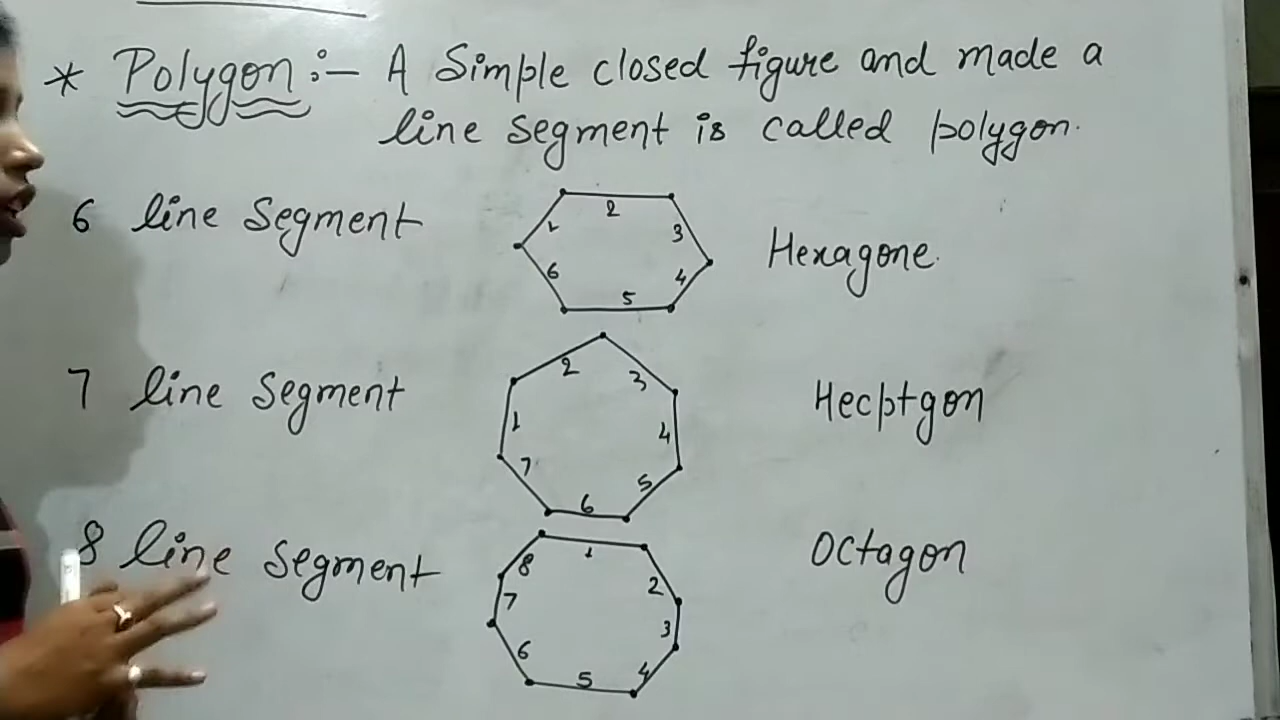 * Polygon :- A Simple closed figure and made a
line segment is called polygon.
6 line segment
1 2 3 4 5 6
Hexagone.
7 line segment
1 2 3 4 5 6 7
Hecptgon
8 line segment
1 2 3 4 5 6 7 8
Octagon